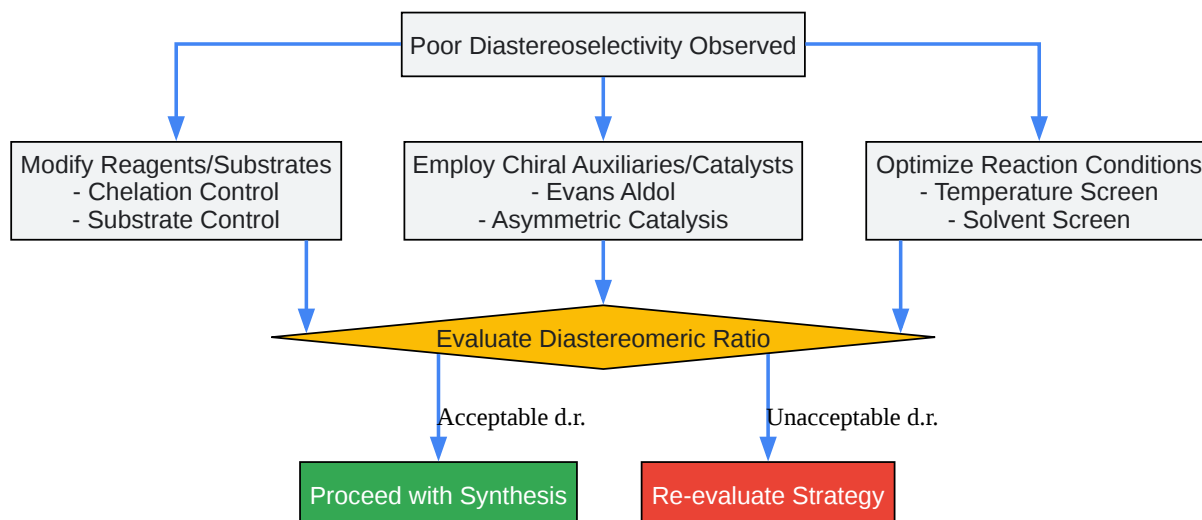 Poor Diastereoselectivity Observed
Modify Reagents/Substrates
- Chelation Control
- Substrate Control
Employ Chiral Auxiliaries/Catalysts
- Evans Aldol
- Asymmetric Catalysis
Optimize Reaction Conditions
- Temperature Screen
- Solvent Screen
Evaluate Diastereomeric Ratio
Acceptable d.r.
Unacceptable d.r.
Proceed with Synthesis
Re-evaluate Strategy